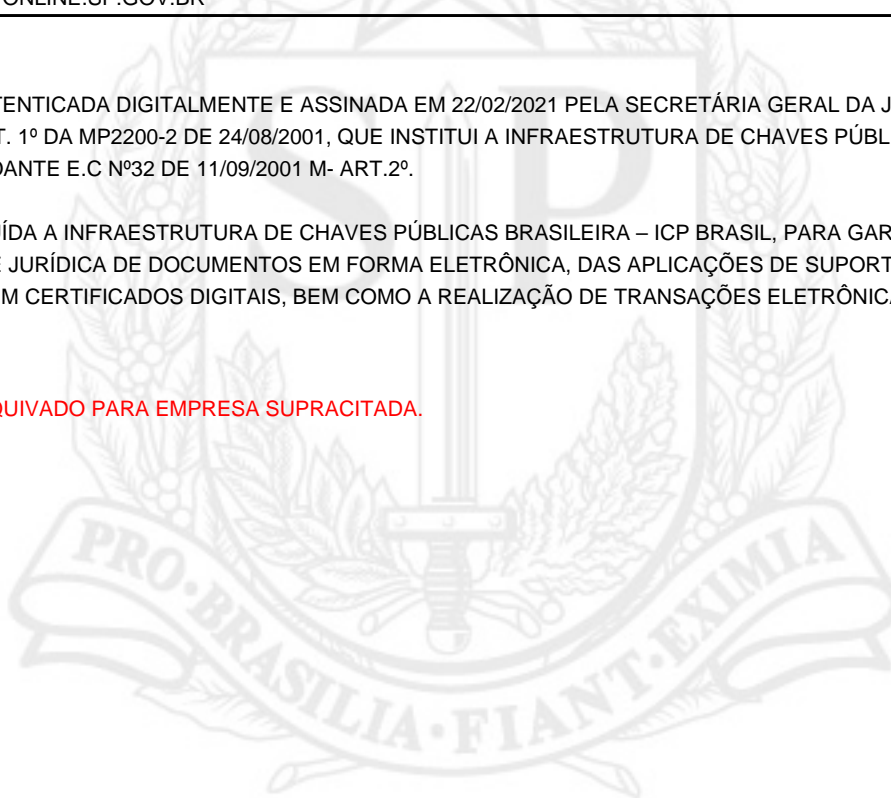 ONLINE.SP.GOV.BR
TENTICADA DIGITALMENTE E ASSINADA EM 22/02/2021 PELA SECRETÁRIA GERAL DA J
T. 1º DA MP2200-2 DE 24/08/2001, QUE INSTITUI A INFRAESTRUTURA DE CHAVES PÚBL
DANTE E.C Nº32 DE 11/09/2001 M- ART.2º.
ÍDA A INFRAESTRUTURA DE CHAVES PÚBLICAS BRASILEIRA – ICP BRASIL, PARA GAR
E JURÍDICA DE DOCUMENTOS EM FORMA ELETRÔNICA, DAS APLICAÇÕES DE SUPORT
M CERTIFICADOS DIGITAIS, BEM COMO A REALIZAÇÃO DE TRANSAÇÕES ELETRÔNICA
QUIVADO PARA EMPRESA SUPRACITADA.
SP
PRO·BRASILIA·FIANT·EXIMIA